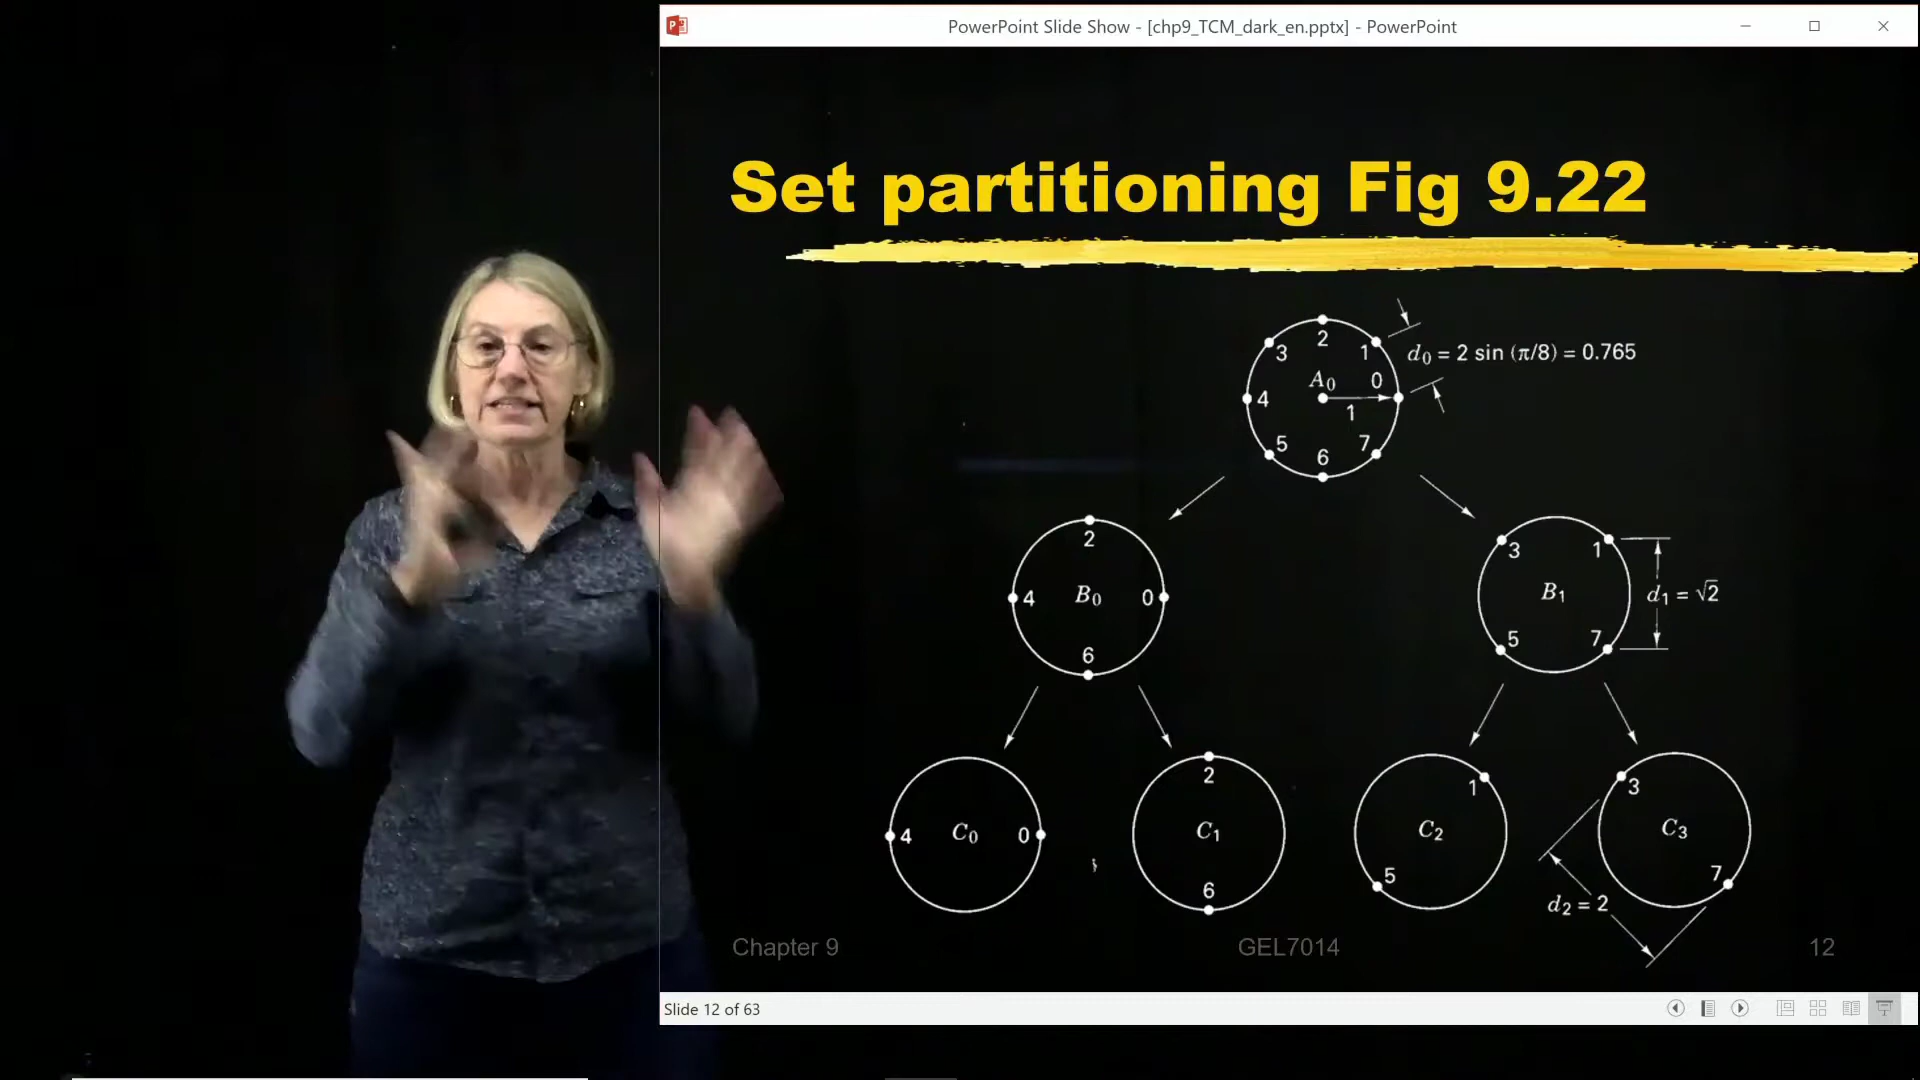 PowerPoint Slide Show - [chp9_TCM_dark_en.pptx] - PowerPoint
Set partitioning Fig 9.22
2
3 1
d0 = 2 sin (π/8) = 0.765
A0 0
4
1
5 7
6
2
3 1
4 B0 0
B1
d1 = √2
6
5 7
2
1
3
4 C0 0
C1
C2
C3
6
5
7
d2 = 2
Chapter 9 GEL7014 12
Slide 12 of 63